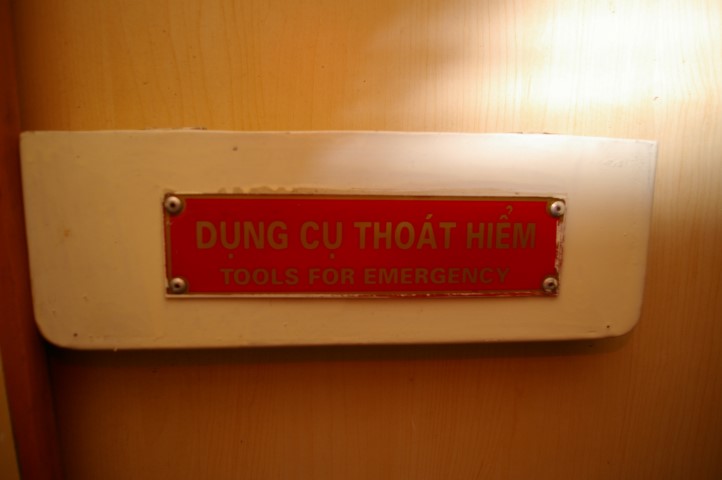 DỤNG CỤ THOÁT HIỂM
TOOLS FOR EMERGENCY